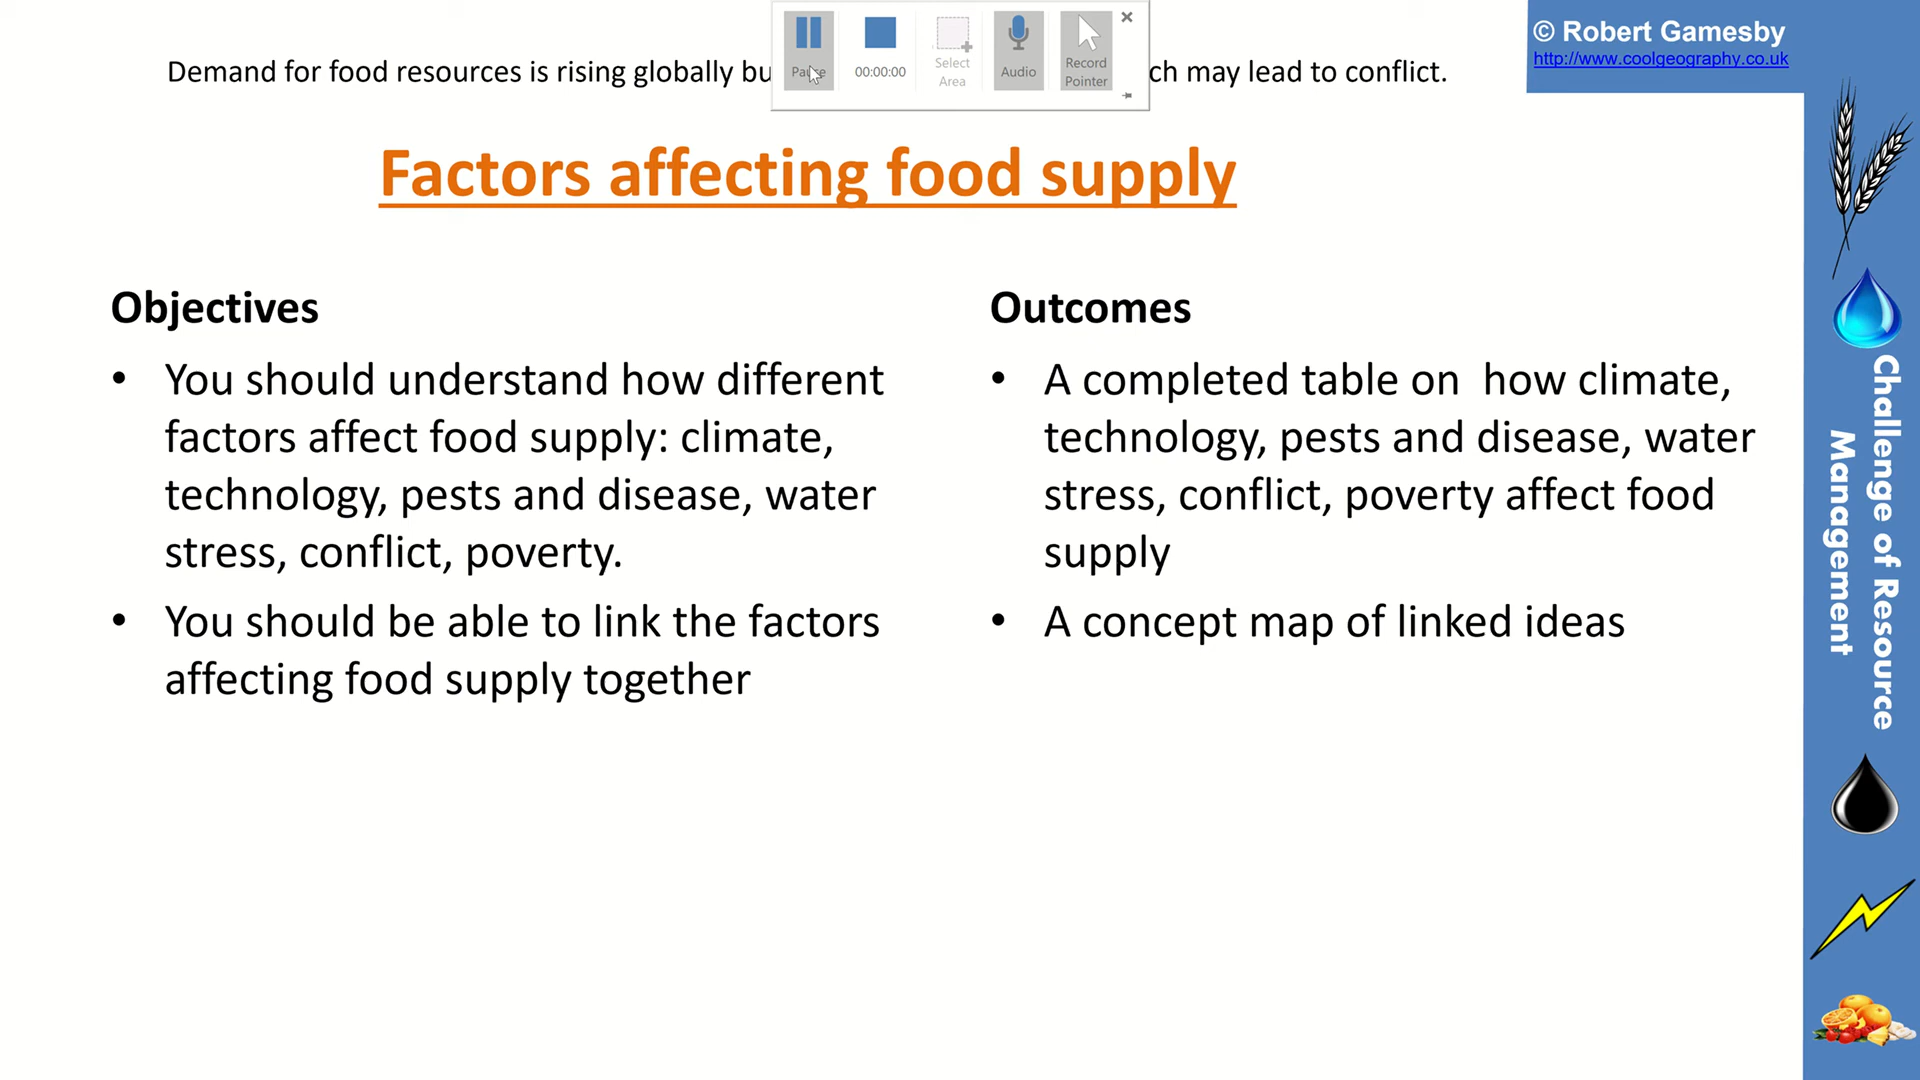 Demand for food resources is rising globally bu
ch may lead to conflict.
Pause
00:00:00
Select
Area
Audio
Record
Pointer
© Robert Gamesby
http://www.coolgeography.co.uk
Factors affecting food supply
Objectives
• You should understand how different
factors affect food supply: climate,
technology, pests and disease, water
stress, conflict, poverty.
• You should be able to link the factors
affecting food supply together
Outcomes
• A completed table on  how climate,
technology, pests and disease, water
stress, conflict, poverty affect food
supply
• A concept map of linked ideas
Challenge of Resource
Management